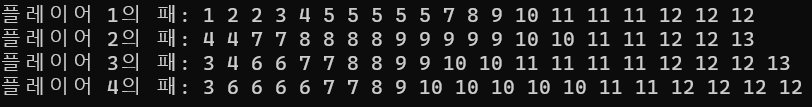 플레이어 1의 패: 1 2 2 3 4 5 5 5 5 5 7 8 9 10 11 11 11 12 12 12
플레이어 2의 패: 4 4 7 7 8 8 8 8 9 9 9 9 9 10 10 11 11 12 12 13
플레이어 3의 패: 3 4 6 6 7 7 8 8 9 9 10 10 11 11 11 11 12 12 12 13
플레이어 4의 패: 3 6 6 6 6 7 7 8 9 10 10 10 10 10 11 11 12 12 12 12